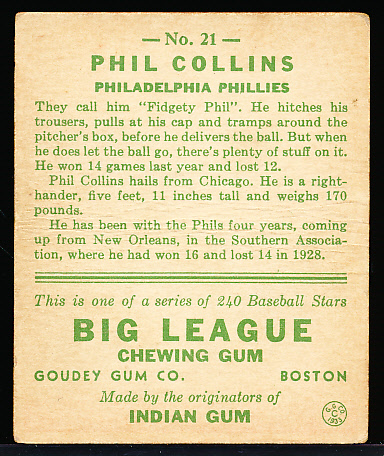 — No. 21 —
PHIL COLLINS
PHILADELPHIA PHILLIES
They call him "Fidgety Phil". He hitches his
trousers, pulls at his cap and tramps around the
pitcher's box, before he delivers the ball. But when
he does let the ball go, there's plenty of stuff on it.
He won 14 games last year and lost 12.
Phil Collins hails from Chicago. He is a right-
hander, five feet, 11 inches tall and weighs 170
pounds.
He has been with the Phils four years, coming
up from New Orleans, in the Southern Associa-
tion, where he had won 16 and lost 14 in 1928.
This is one of a series of 240 Baseball Stars
BIG LEAGUE
CHEWING GUM
GOUDEY GUM CO. BOSTON
Made by the originators of
INDIAN GUM
G. G. CO.
C
1933